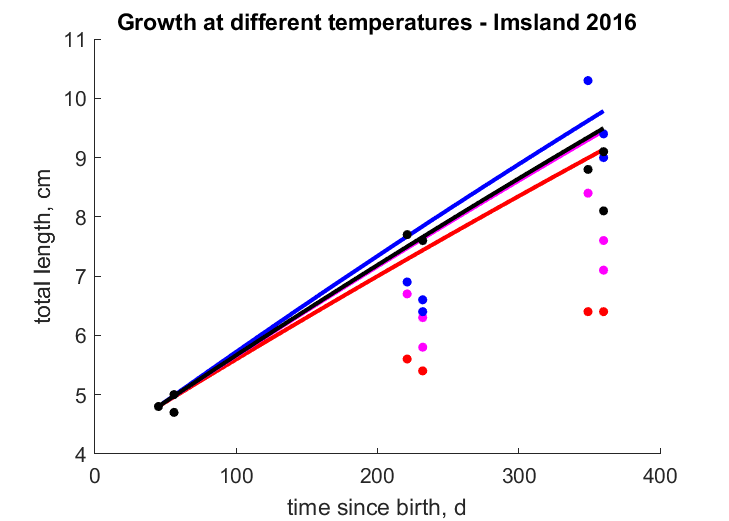 Growth at different temperatures - Imsland 2016
total length, cm
11
10
9
8
7
6
5
4
0 100 200 300 400
time since birth, d